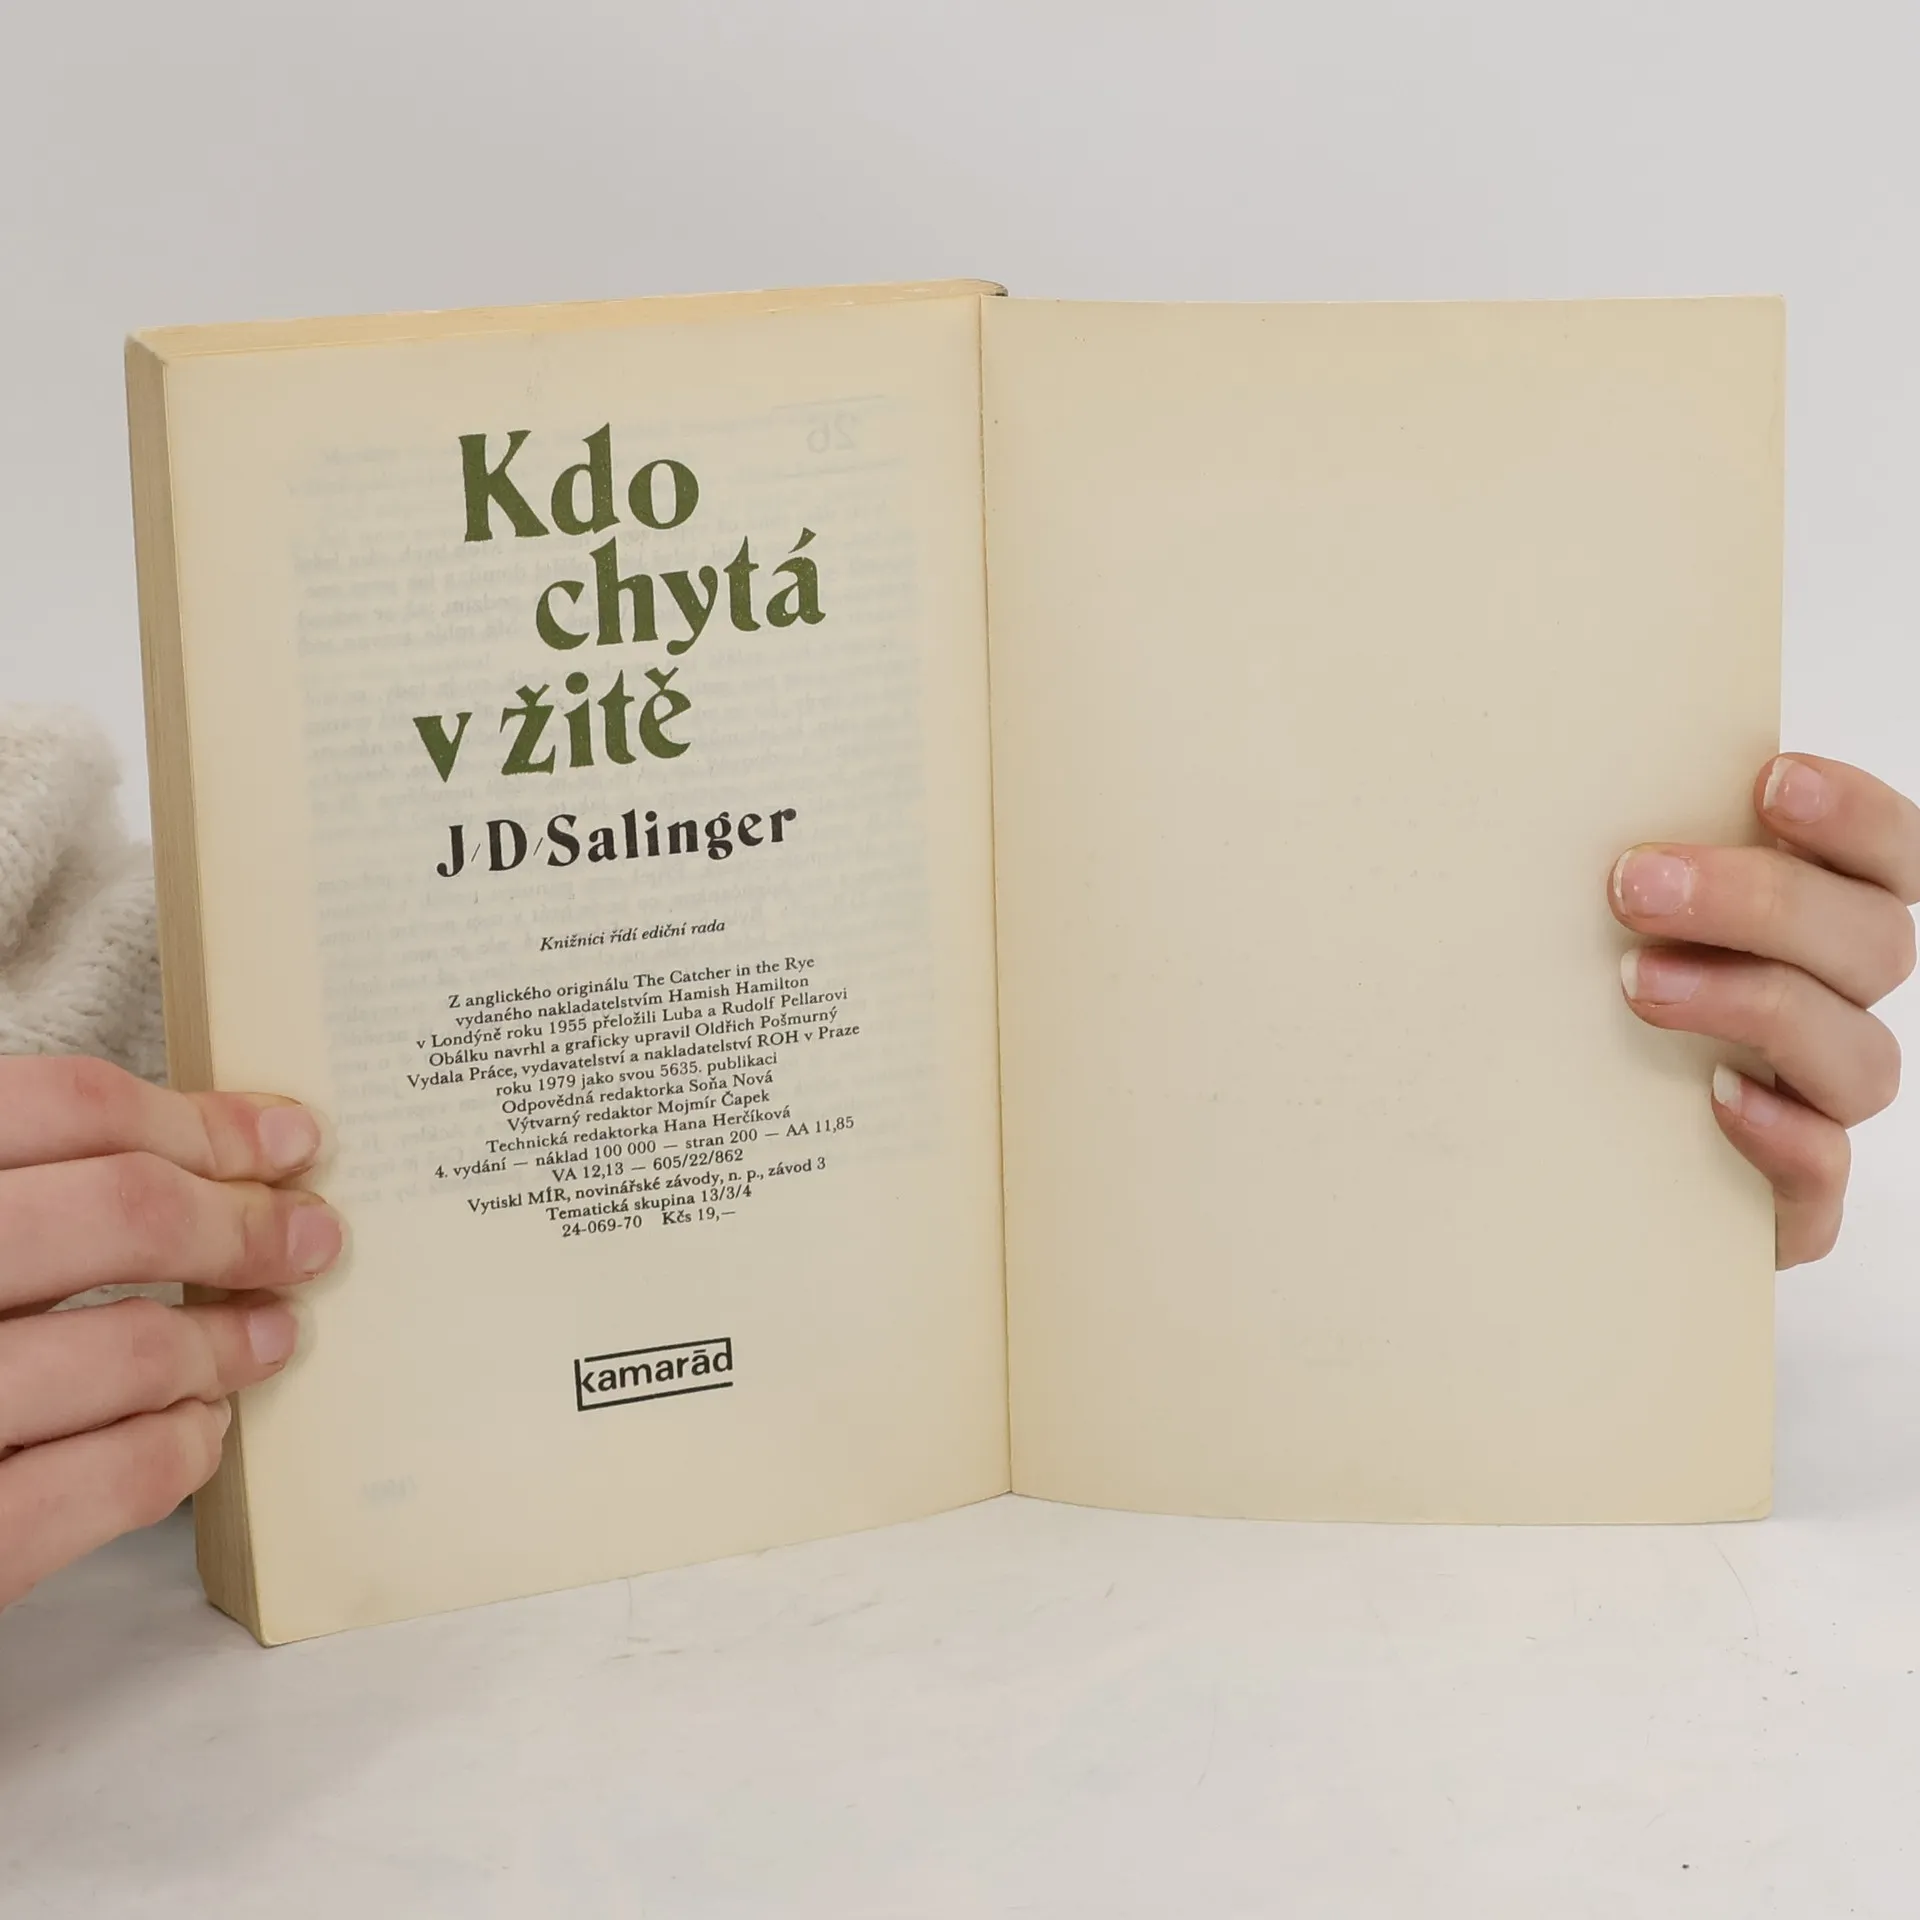 Kdo
chytá
v žitě
J/D/Salinger
Knižnici řídí ediční rada
Z anglického originálu The Catcher in the Rye
vydaného nakladatelstvím Hamish Hamilton
v Londýně roku 1955 přeložili Luba a Rudolf Pellarovi
Obálku navrhl a graficky upravil Oldřich Pošmurný
Vydala Práce, vydavatelství a nakladatelství ROH v Praze
roku 1979 jako svou 5635. publikaci
Odpovědná redaktorka Soňa Nová
Výtvarný redaktor Mojmír Čapek
Technická redaktorka Hana Herčíková
4. vydání — náklad 100 000 — stran 200 — AA 11,85
VA 12,13 — 605/22/862
Vytiskl MÍR, novinářské závody, n. p., závod 3
Tematická skupina 13/3/4
24-069-70 Kčs 19,—
kamarād